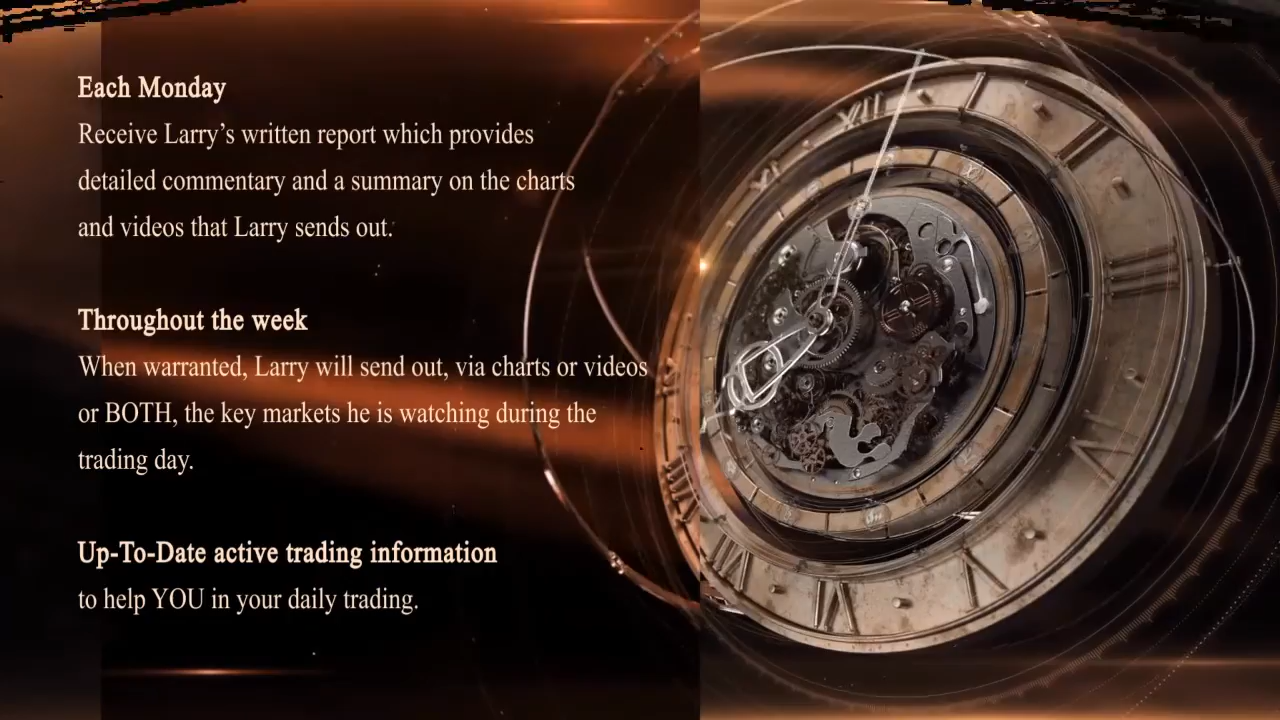 Each Monday
Receive Larry’s written report which provides
detailed commentary and a summary on the charts
and videos that Larry sends out.
Throughout the week
When warranted, Larry will send out, via charts or videos
or BOTH, the key markets he is watching during the
trading day.
Up-To-Date active trading information
to help YOU in your daily trading.